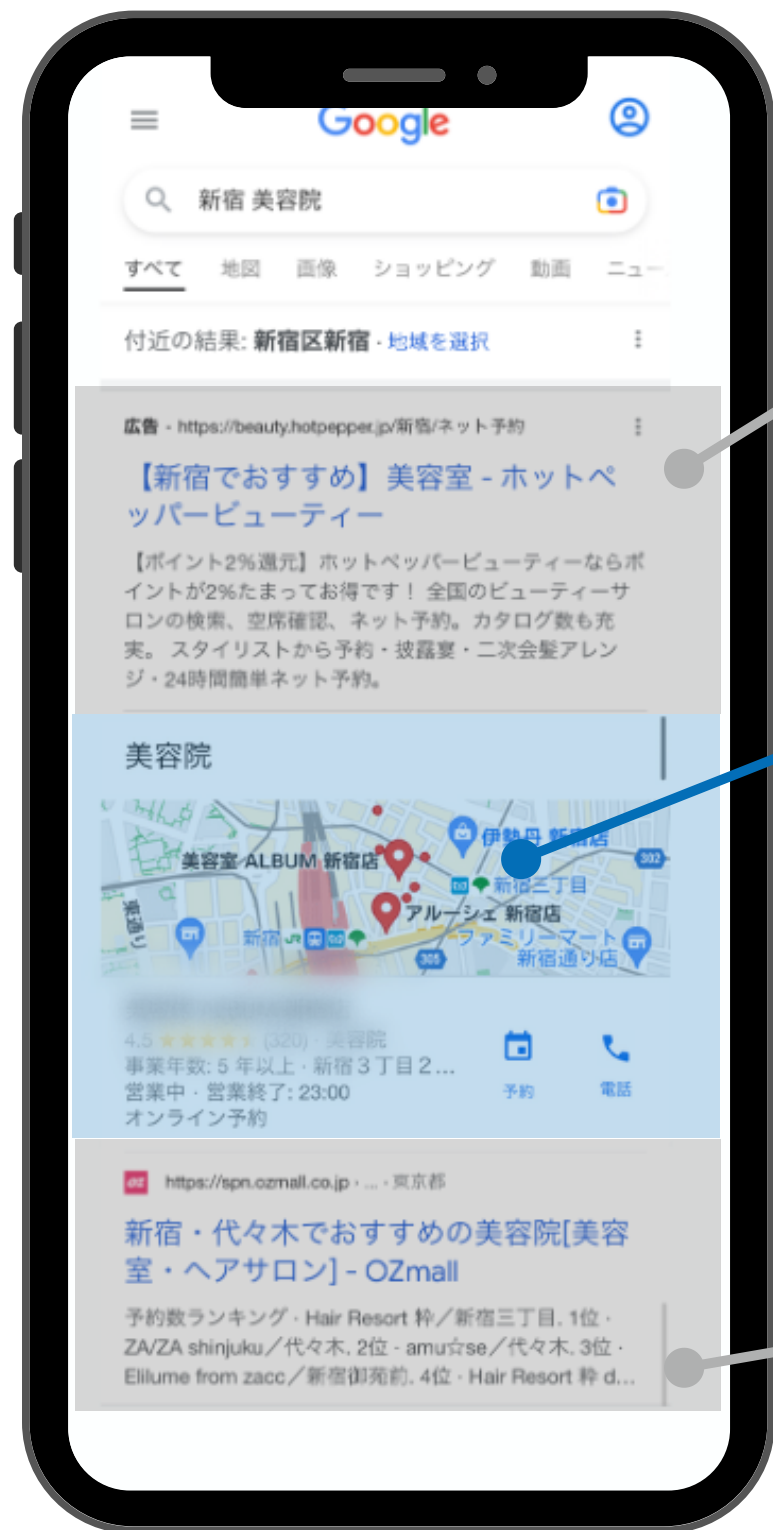 Google
新宿 美容院
すべて 地図 画像 ショッピング 動画 ニュー
付近の結果: 新宿区新宿 · 地域を選択
広告 · https://beauty.hotpepper.jp/新宿/ネット予約
【新宿でおすすめ】美容室 - ホットペ
ッパービューティー
【ポイント2%還元】ホットペッパービューティーならポ
イントが2%たまってお得です！ 全国のビューティーサ
ロンの検索、空席確認、ネット予約。カタログ数も充
実。 スタイリストから予約・披露宴・二次会髪アレン
ジ・24時間簡単ネット予約。
美容院
伊勢丹 新宿店
美容室 ALBUM 新宿店
302
新宿三丁目
東通り
アルーシェ 新宿店
新宿 JR
ファミリーマート
新宿通り店
305
4.5 (320) · 美容院
事業年数: 5 年以上 · 新宿３丁目２...
営業中 · 営業終了: 23:00
オンライン予約
予約
電話
oz https://spn.ozmall.co.jp › ... › 東京都
新宿・代々木でおすすめの美容院[美容
室・ヘアサロン] - OZmall
予約数ランキング · Hair Resort 粋／新宿三丁目. 1位 ·
ZA/ZA shinjuku／代々木. 2位 - amu☆se／代々木. 3位 ·
Elilume from zacc／新宿御苑前. 4位 · Hair Resort 粋 d...